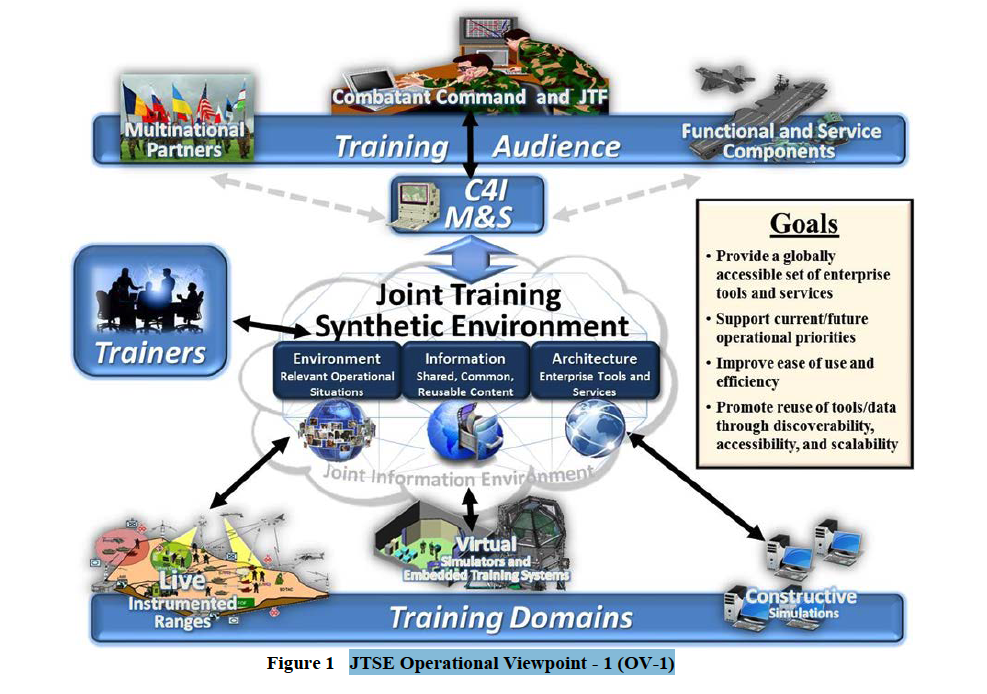 Combatant Command and JTF
Multinational
Partners
Training Audience
Functional and Service
Components
C4I
M&S
Trainers
Joint Training
Synthetic Environment
Environment
Relevant Operational
Situations
Information
Shared, Common,
Reusable Content
Architecture
Enterprise Tools and
Services
Joint Information Environment
Goals
• Provide a globally
accessible set of enterprise
tools and services
• Support current/future
operational priorities
• Improve ease of use and
efficiency
• Promote reuse of tools/data
through discoverability,
accessibility, and scalability
Live
Instrumented
Ranges
Virtual
Simulators and
Embedded Training Systems
Constructive
Simulations
Training Domains
Figure 1 JTSE Operational Viewpoint - 1 (OV-1)